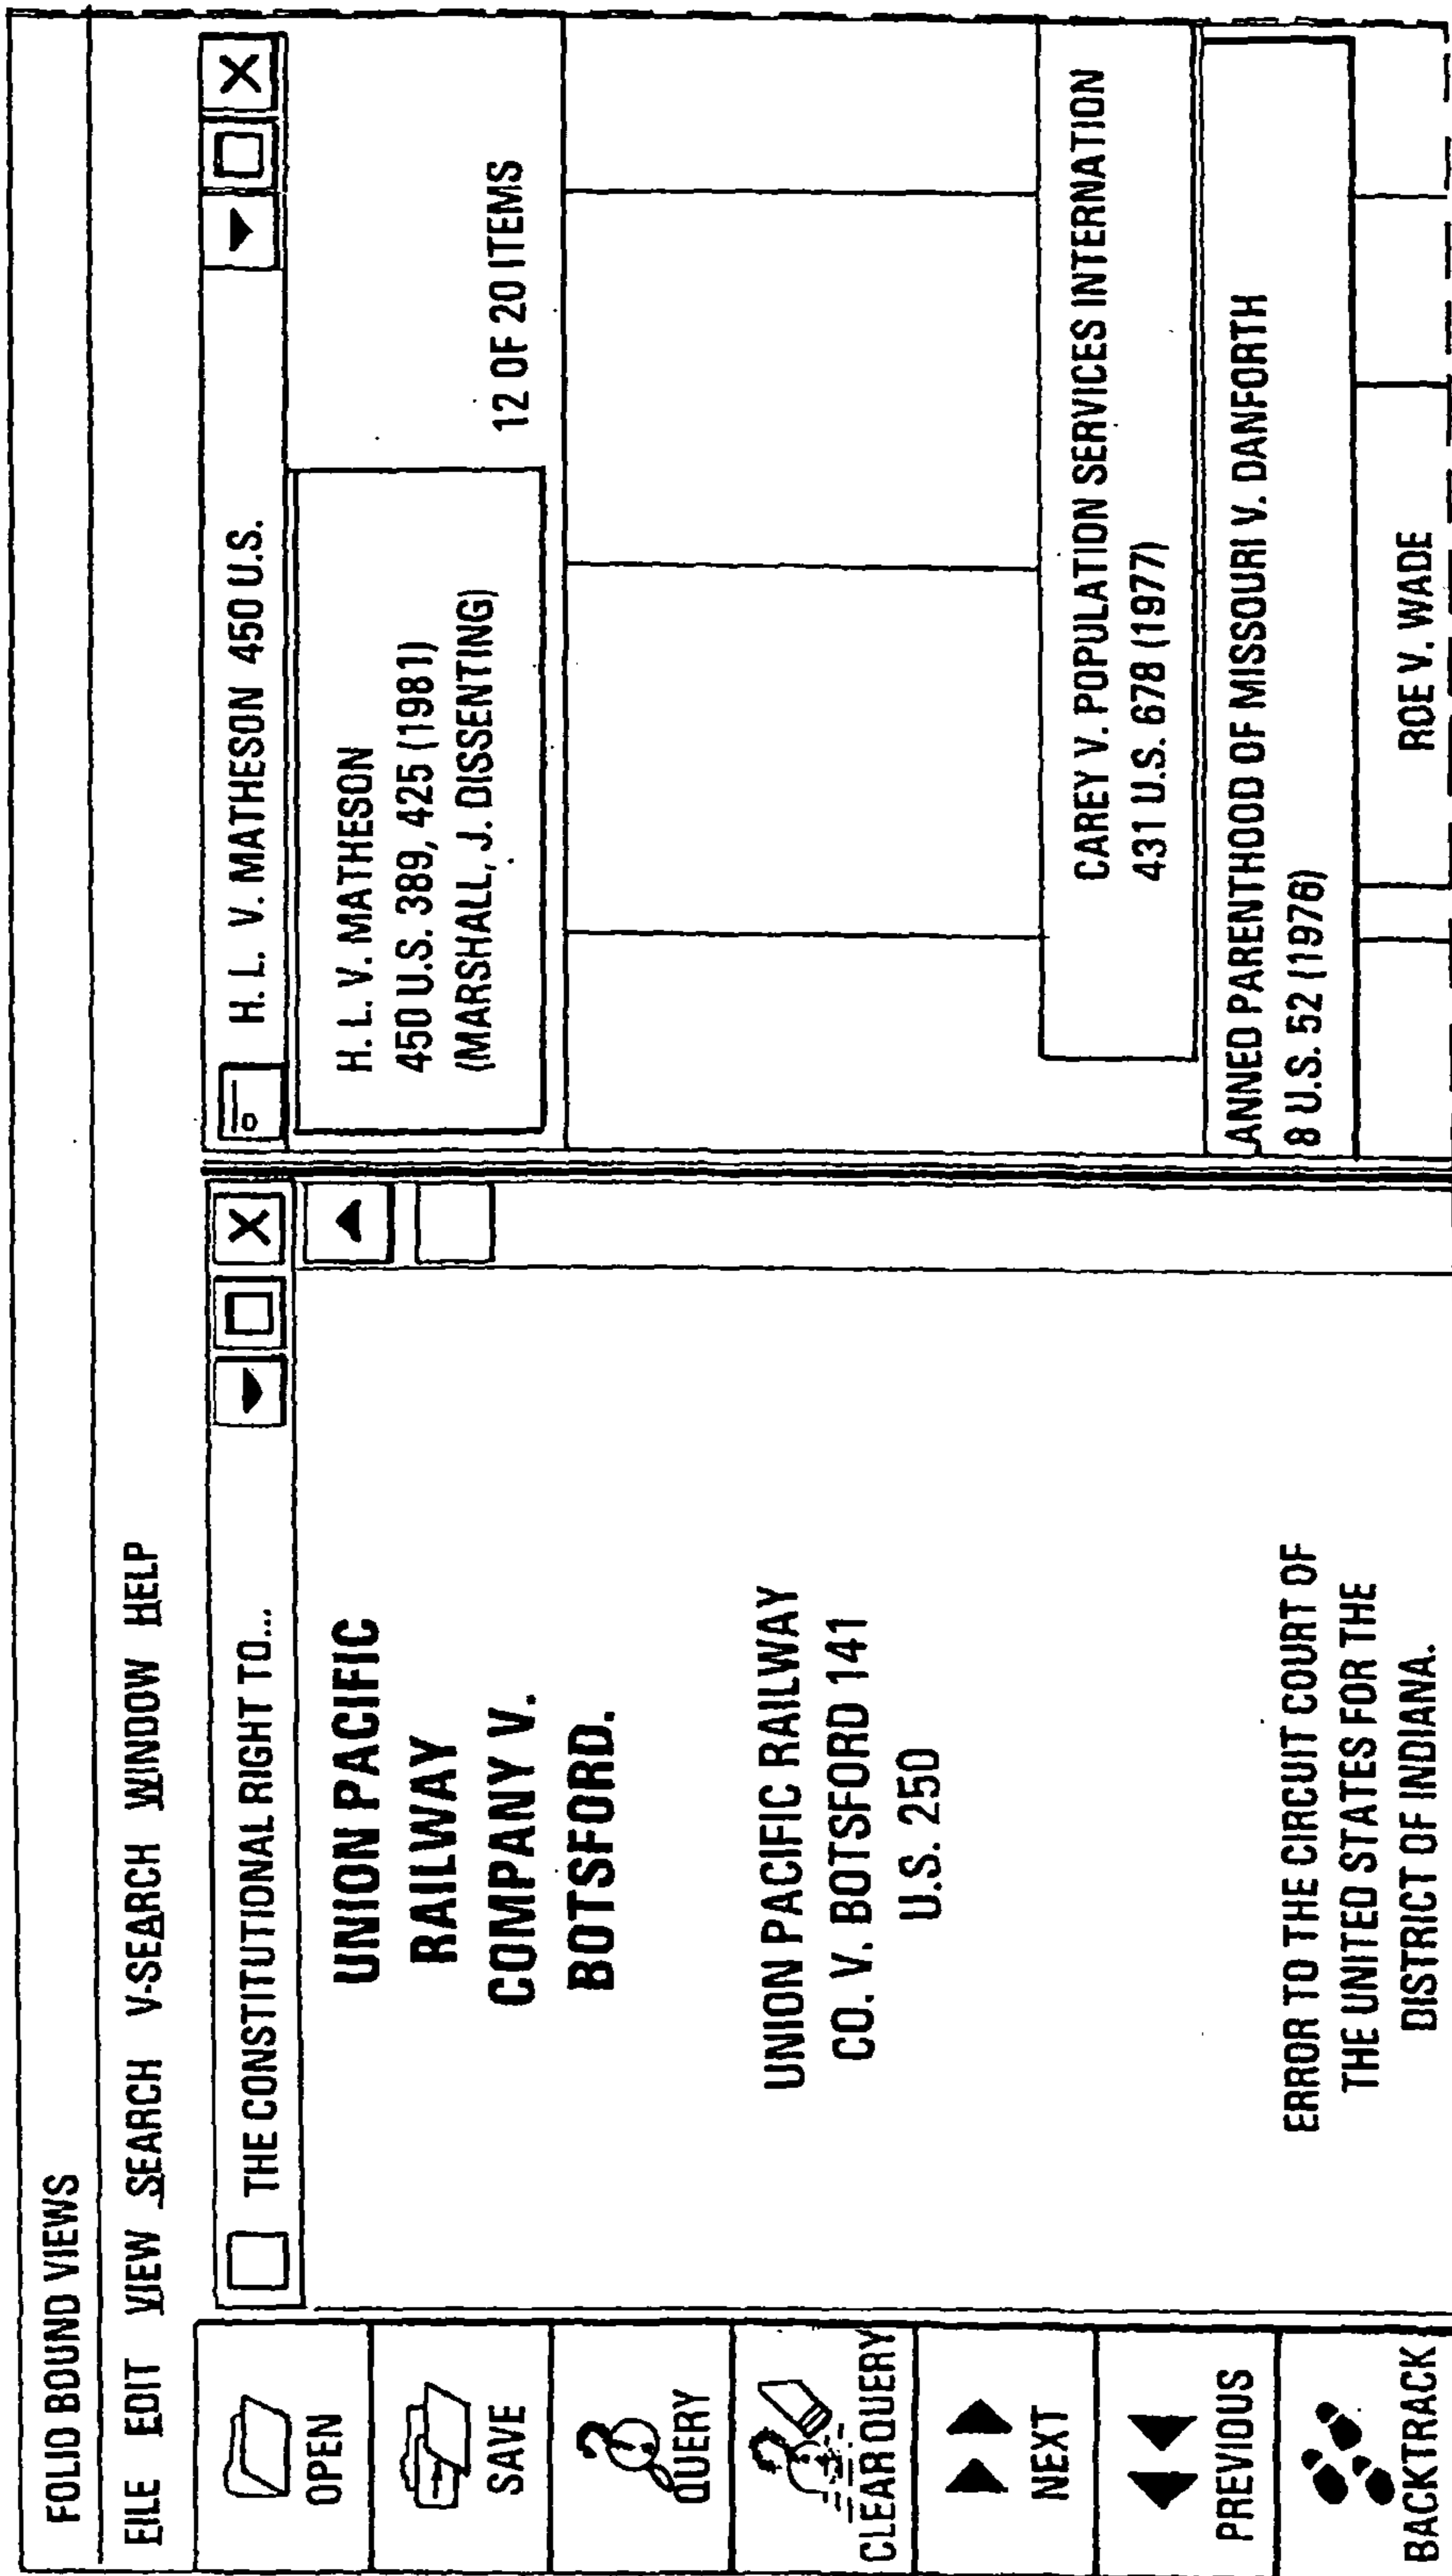 FOLIO BOUND VIEWS
FILE EDIT VIEW SEARCH V-SEARCH WINDOW HELP
OPEN
SAVE
QUERY
CLEAR QUERY
NEXT
PREVIOUS
BACKTRACK
THE CONSTITUTIONAL RIGHT TO...
UNION PACIFIC
RAILWAY
COMPANY V.
BOTSFORD.
UNION PACIFIC RAILWAY
CO. V. BOTSFORD 141
U.S. 250
ERROR TO THE CIRCUIT COURT OF
THE UNITED STATES FOR THE
DISTRICT OF INDIANA.
H. L. V. MATHESON 450 U.S.
H. L. V. MATHESON
450 U.S. 389, 425 (1981)
(MARSHALL, J. DISSENTING)
12 OF 20 ITEMS
CAREY V. POPULATION SERVICES INTERNATION
431 U.S. 678 (1977)
ANNED PARENTHOOD OF MISSOURI V. DANFORTH
8 U.S. 52 (1976)
ROE V. WADE